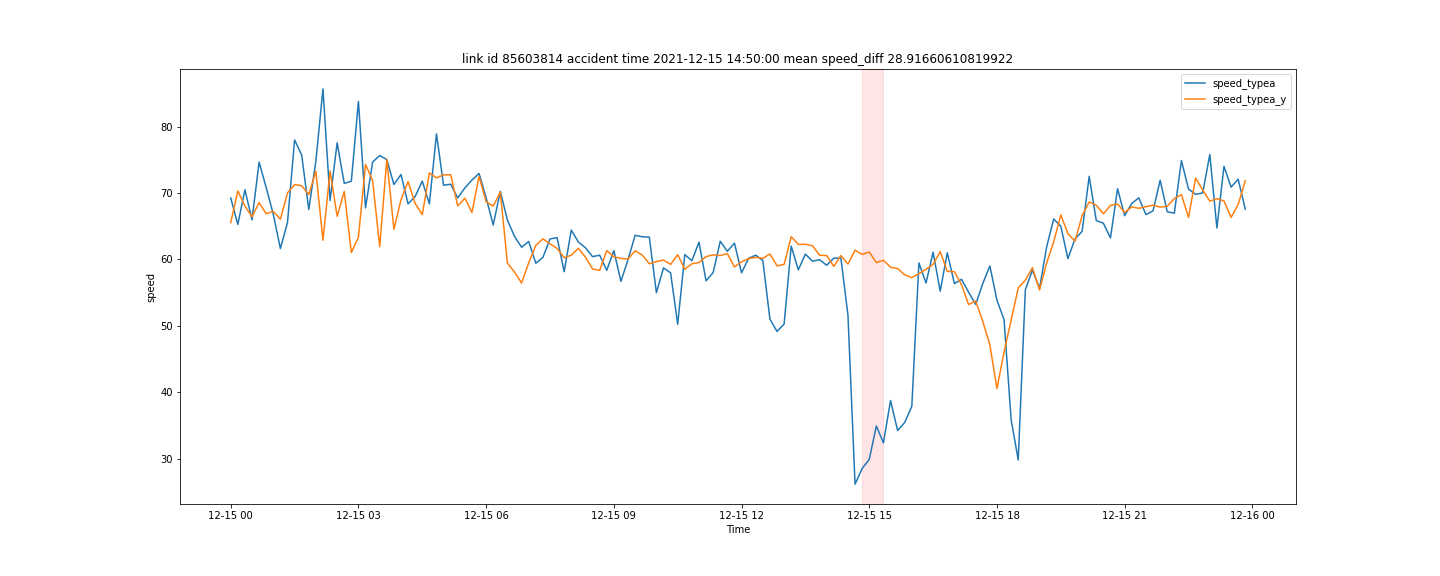 link id 85603814 accident time 2021-12-15 14:50:00 mean speed_diff 28.91660610819922
speed_typea
speed_typea_y
80
70
60
50
40
30
speed
12-15 00 12-15 03 12-15 06 12-15 09 12-15 12 12-15 15 12-15 18 12-15 21 12-16 00
Time